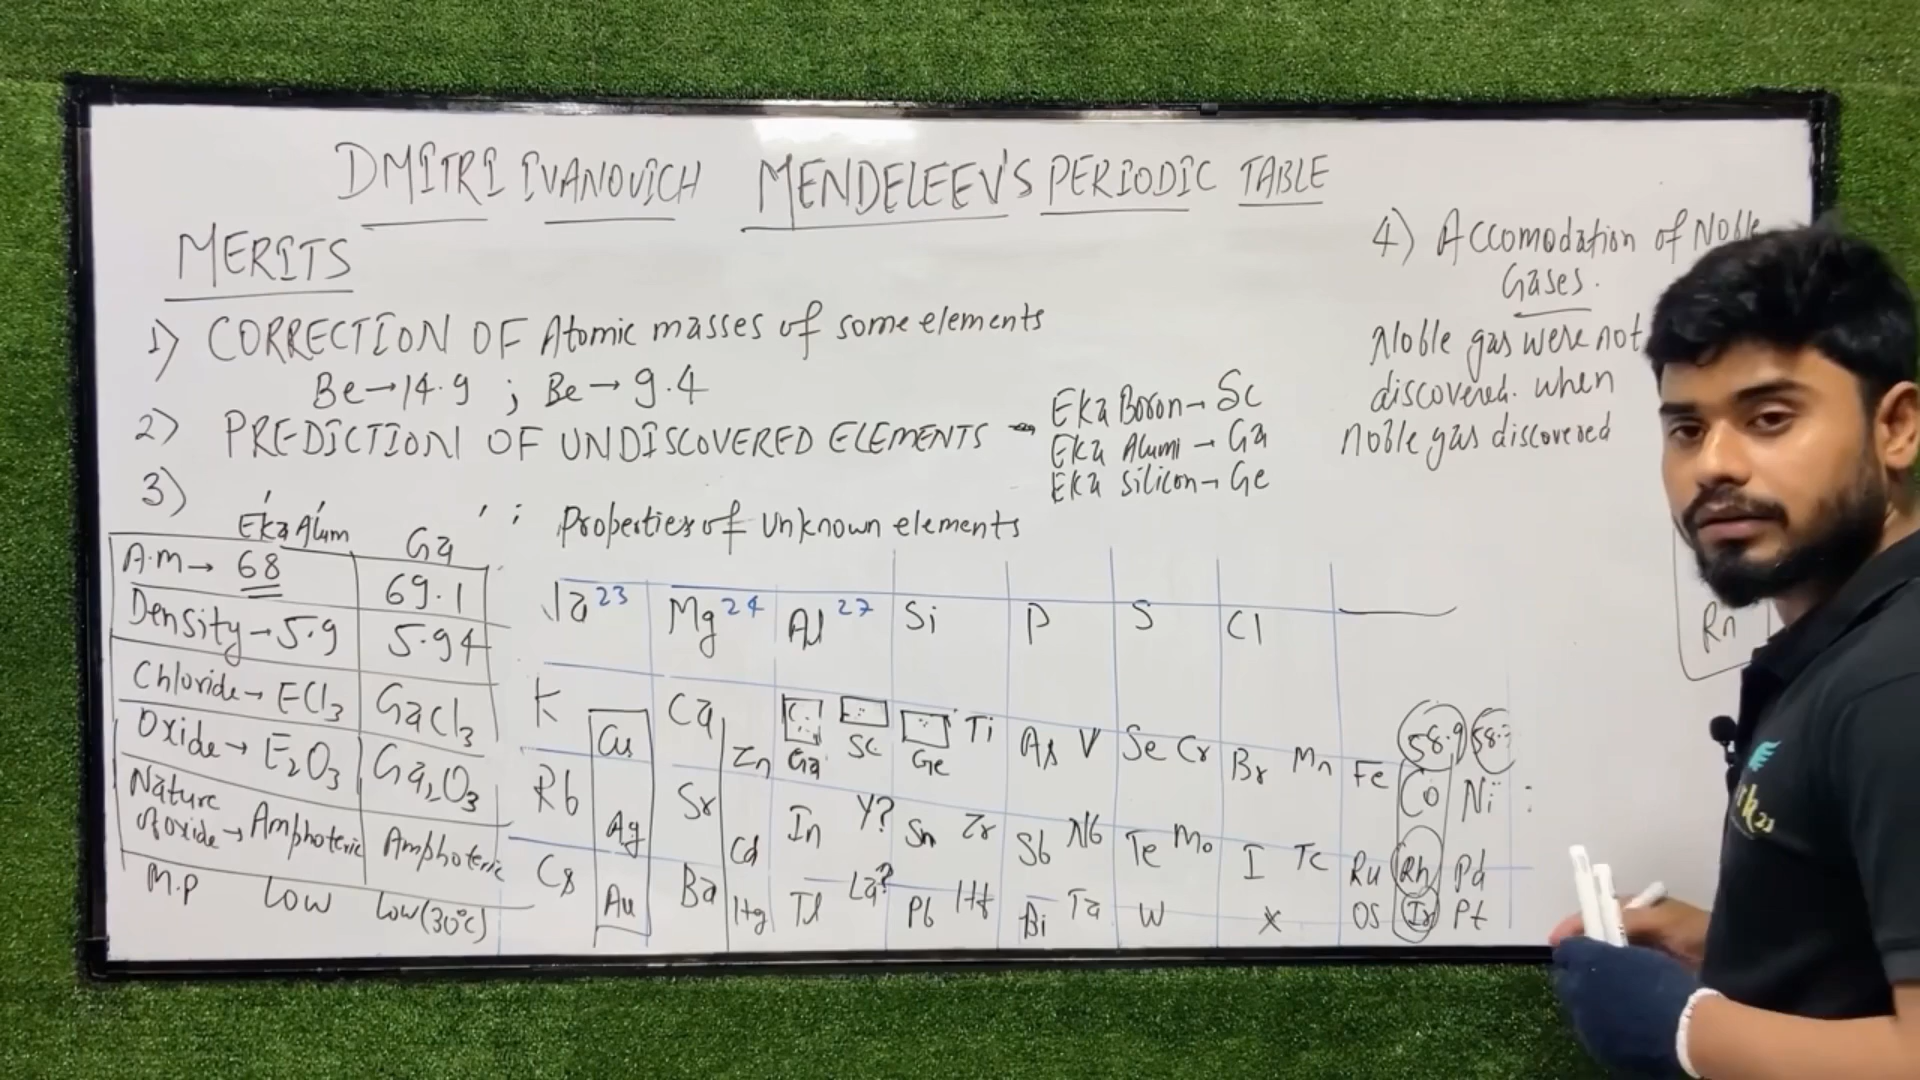 DMITRI IVANOVICH MENDELEEV'S PERIODIC TABLE
MERITS
1) CORRECTION OF Atomic masses of some elements
Be→14.9 ; Be→9.4
2) PREDICTION OF UNDISCOVERED ELEMENTS →
Eka Boron→ Sc
Eka Alumi → Ga
Eka Silicon→ Ge
3) ; Properties of Unknown elements
4) Accomodation of Noble
Gases.
Noble gas were not
discovered. when
noble gas discovered
Rn
Eka Alum Ga
A.m→ 68 69.1
Density→5.9 5.94
Chloride→ ECl3 GaCl3
Oxide→ E2O3 Ga2O3
Nature
of oxide→ Amphoteric Amphoteric
M.P Low Low(30°C)
Na 23 Mg 24 Al 27 Si P S Cl
58.9 58.7
K Cu Ca Zn Ga Sc Ge Ti As V Se Cr Br Mn Fe Co Ni :
Rb Ag Sr Cd In Y? Sn Zr Sb Nb Te Mo I Tc Ru Rh Pd
Cs Au Ba Hg Tl La? Pb Hf Bi Ta W × OS Ir Pt